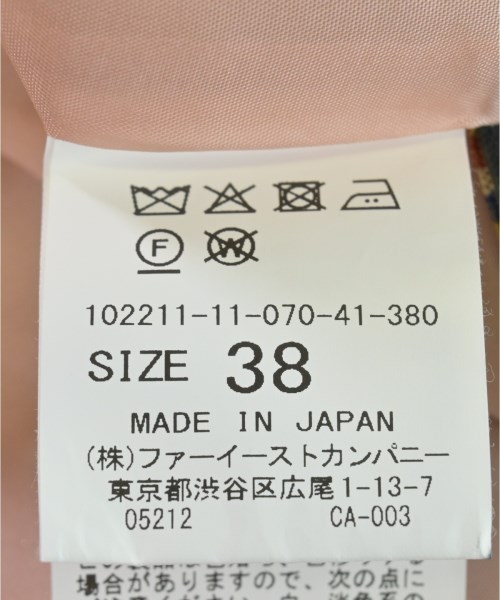 F W
102211-11-070-41-380
SIZE 38
MADE IN JAPAN
(株)ファーイーストカンパニー
東京都渋谷区広尾1-13-7
05212 CA-003
場合がありますので、次の点に